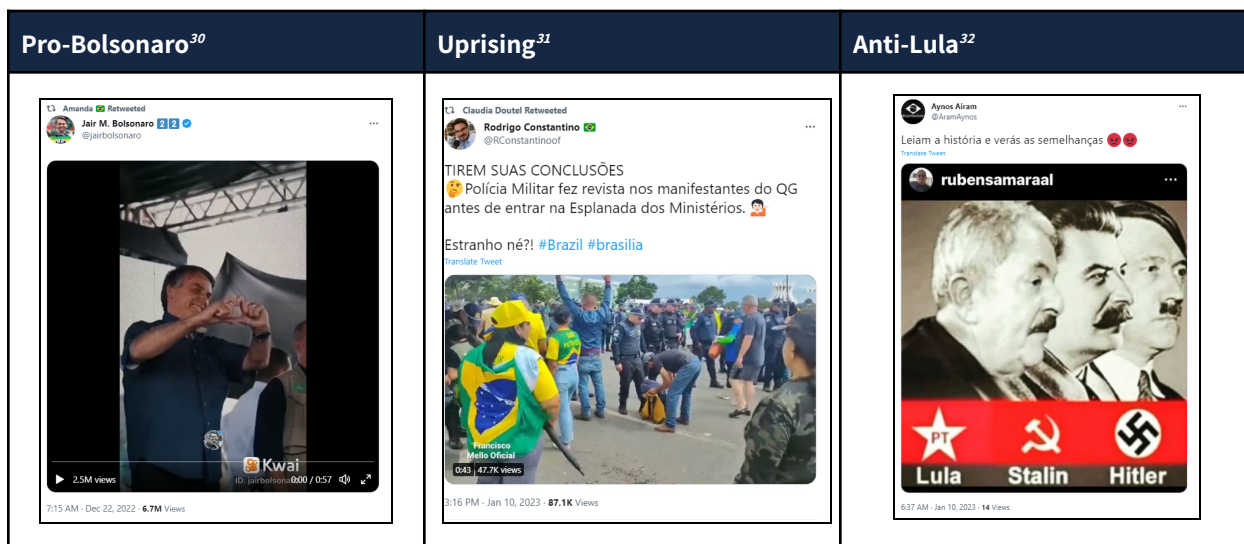 Pro-Bolsonaro30
Uprising31
Anti-Lula32
Amanda 🇧🇷 Retweeted
Jair M. Bolsonaro 2️⃣2️⃣
@jairbolsonaro
...
2.5M views
Kwai
ID: jairbolsona
0:00 / 0:57
7:15 AM · Dec 22, 2022 · 6.7M Views
Claudia Doutel Retweeted
Rodrigo Constantino 🇧🇷
@RConstantinoof
...
TIREM SUAS CONCLUSÕES
🤔Polícia Militar fez revista nos manifestantes do QG
antes de entrar na Esplanada dos Ministérios. 💁🏻
Estranho né?! #Brazil #brasilia
Translate Tweet
Francisco
Mello Oficial
0:43 47.7K views
3:16 PM · Jan 10, 2023 · 87.1K Views
Aynos Airam
@AramAynos
...
Leiam a história e verás as semelhanças 😡😡
Translate Tweet
rubensamaraal
...
PT
Lula
Stalin
Hitler
6:37 AM · Jan 10, 2023 · 14 Views